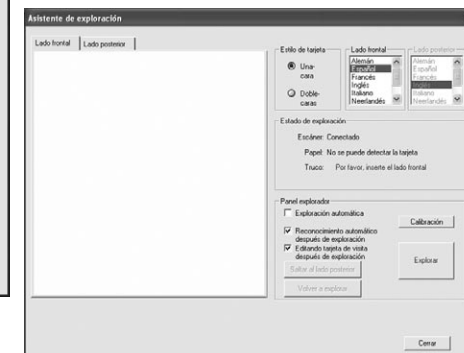 Asistente de exploración
Lado frontal
Lado posterior
Estilo de tarjeta
Una-
cara
Doble-
caras
Lado frontal
Alemán
Español
Francés
Inglés
Italiano
Neerlandés
Lado posterior
Alemán
Español
Francés
Inglés
Italiano
Neerlandés
Estado de exploración
Escáner: Conectado
Papel: No se puede detectar la tarjeta
Truco: Por favor, inserte el lado frontal
Panel explorador
Exploración automática
Reconocimiento automático
después de exploración
Editando tarjeta de visita
después de exploración
Calibración
Explorar
Saltar al lado posterior
Volver a explorar
Cerrar